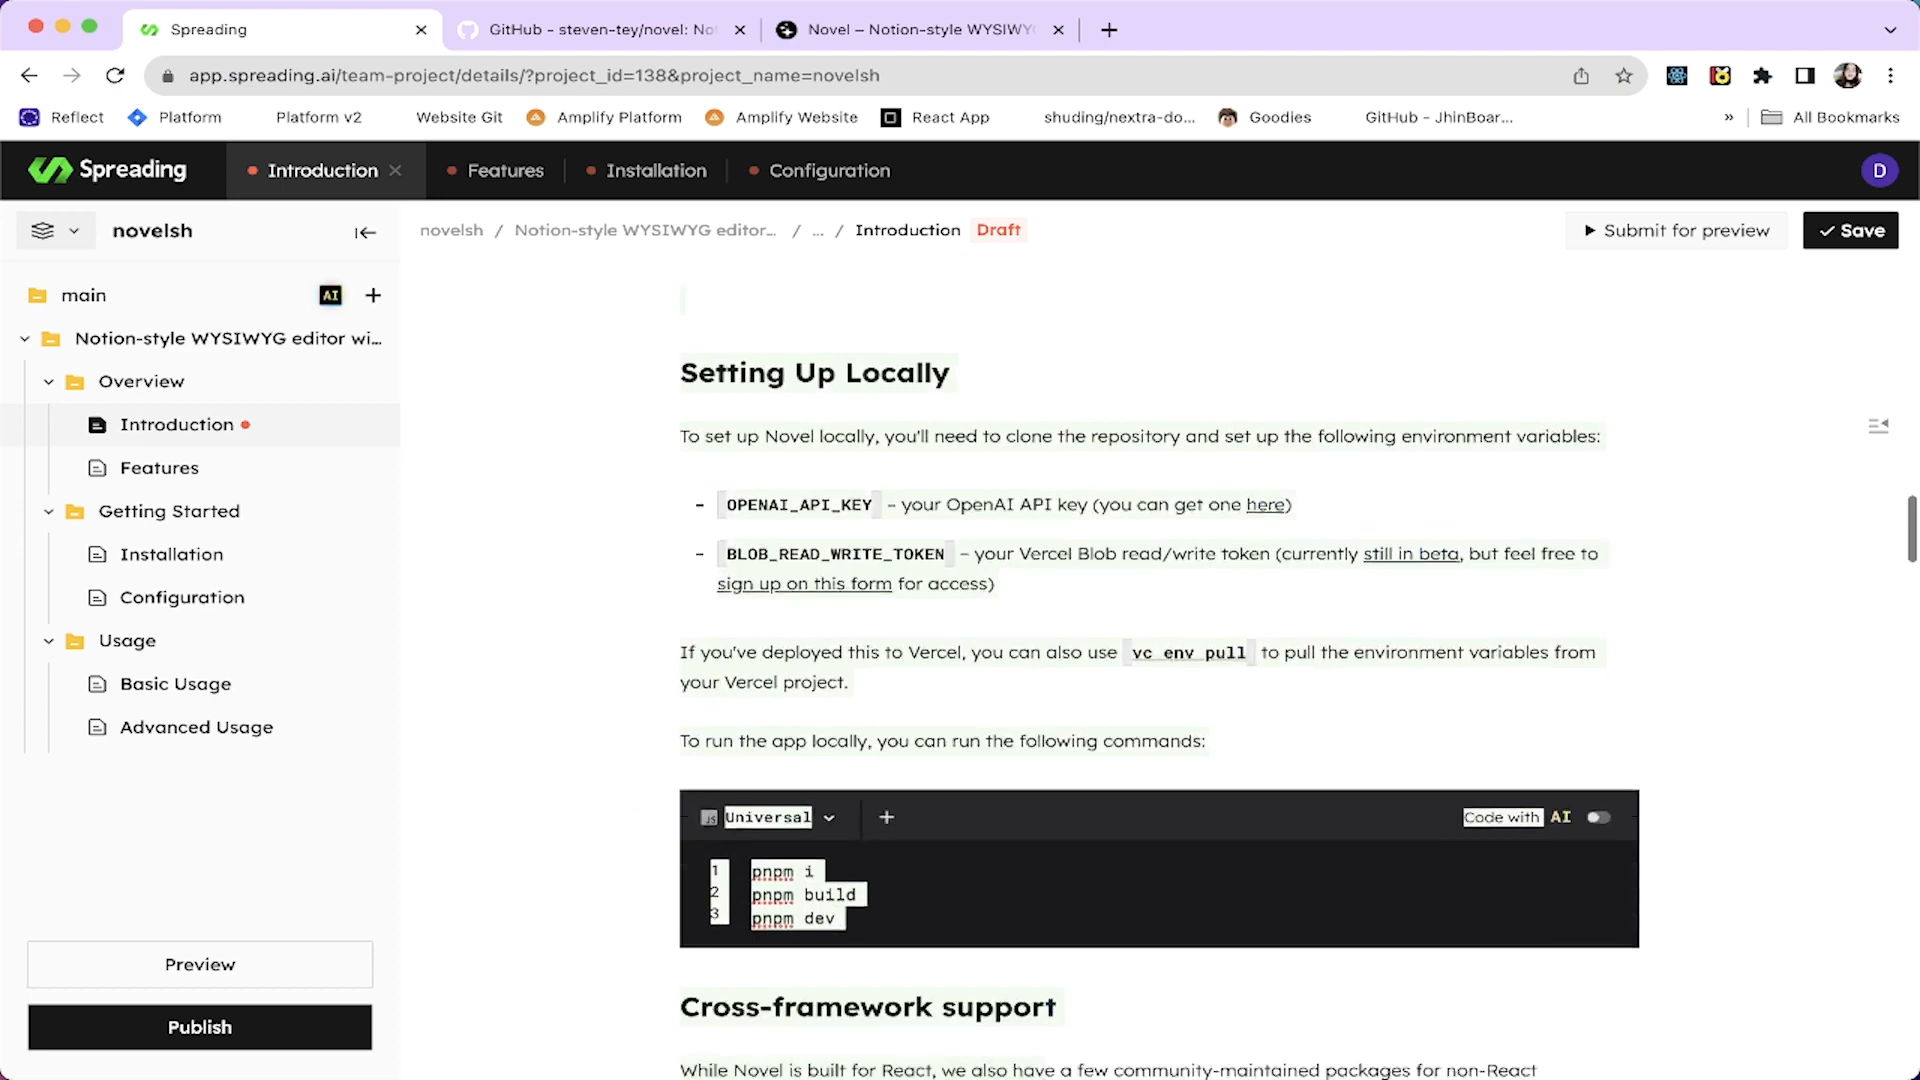 Spreading
GitHub - steven-tey/novel: No
Novel – Notion-style WYSIWY
app.spreading.ai/team-project/details/?project_id=138&project_name=novelsh
Reflect
Platform
Platform v2
Website Git
Amplify Platform
Amplify Website
React App
shuding/nextra-do...
Goodies
GitHub - JhinBoar...
»
All Bookmarks
Spreading
Introduction
Features
Installation
Configuration
D
novelsh
novelsh / Notion-style WYSIWYG editor... / ... / Introduction Draft
Submit for preview
Save
main
AI
Notion-style WYSIWYG editor wi...
Overview
Introduction
Features
Getting Started
Installation
Configuration
Usage
Basic Usage
Advanced Usage
Preview
Publish
Setting Up Locally
To set up Novel locally, you'll need to clone the repository and set up the following environment variables:
- OPENAI_API_KEY – your OpenAI API key (you can get one here)
- BLOB_READ_WRITE_TOKEN – your Vercel Blob read/write token (currently still in beta, but feel free to
sign up on this form for access)
If you've deployed this to Vercel, you can also use vc env pull to pull the environment variables from
your Vercel project.
To run the app locally, you can run the following commands:
JS Universal
Code with AI
1 pnpm i
2 pnpm build
3 pnpm dev
Cross-framework support
While Novel is built for React, we also have a few community-maintained packages for non-React